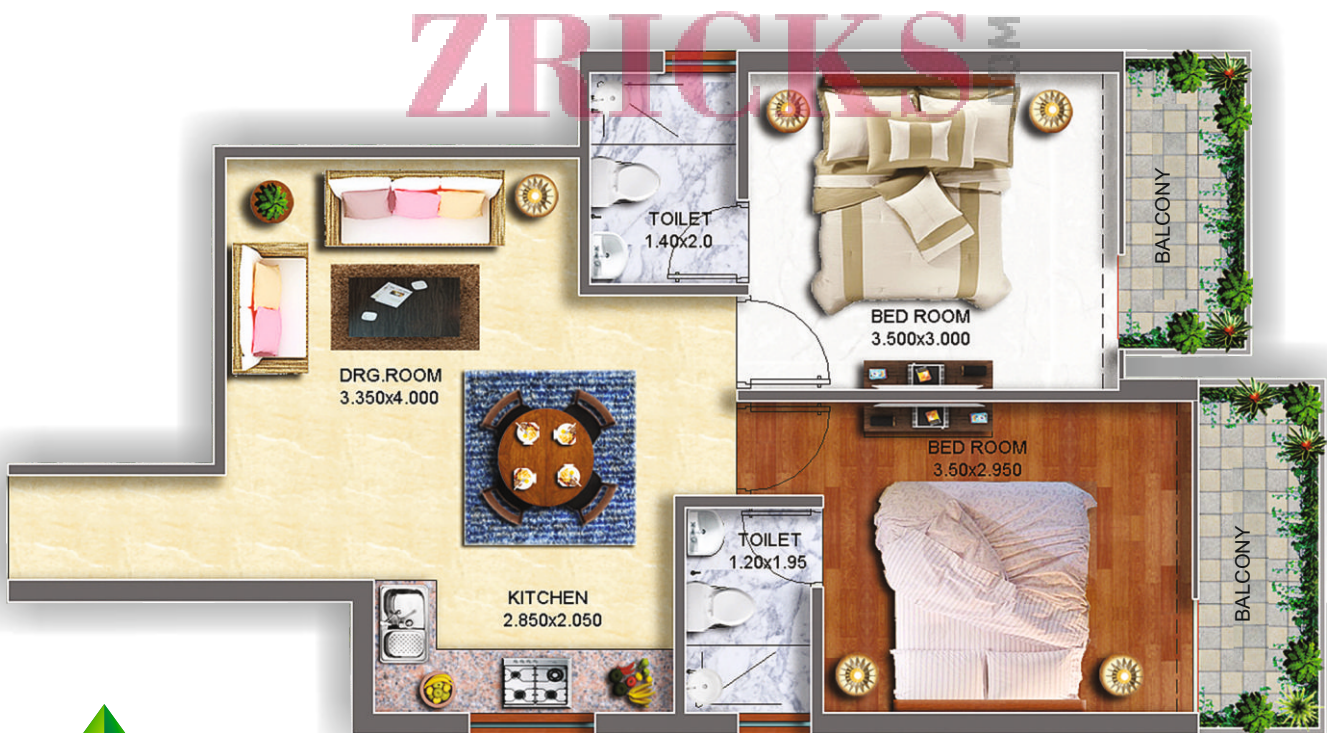 ZRICKS
.COM
TOILET
1.40x2.0
BED ROOM
3.500x3.000
BALCONY
DRG.ROOM
3.350x4.000
BED ROOM
3.50x2.950
TOILET
1.20x1.95
BALCONY
KITCHEN
2.850x2.050